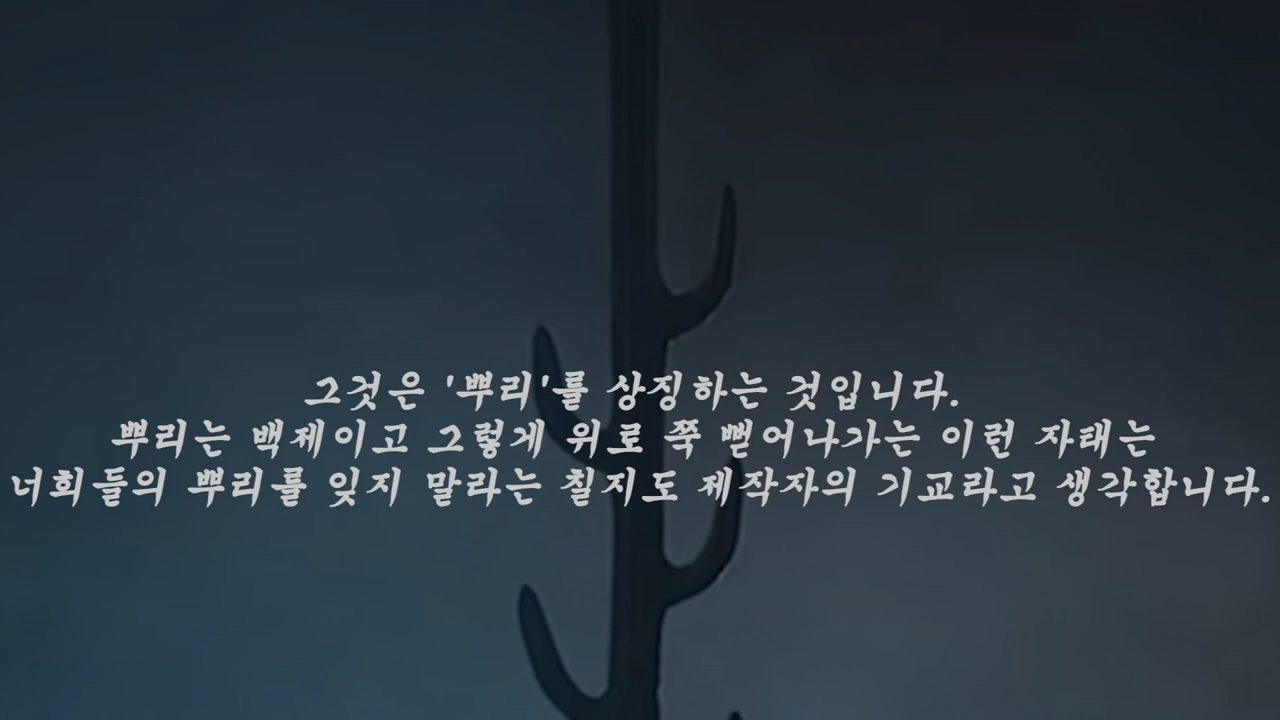 그것은 '뿌리'를 상징하는 것입니다.
뿌리는 백제이고 그렇게 위로 쭉 뻗어나가는 이런 자태는
너희들의 뿌리를 잊지 말라는 칠지도 제작자의 기교라고 생각합니다.